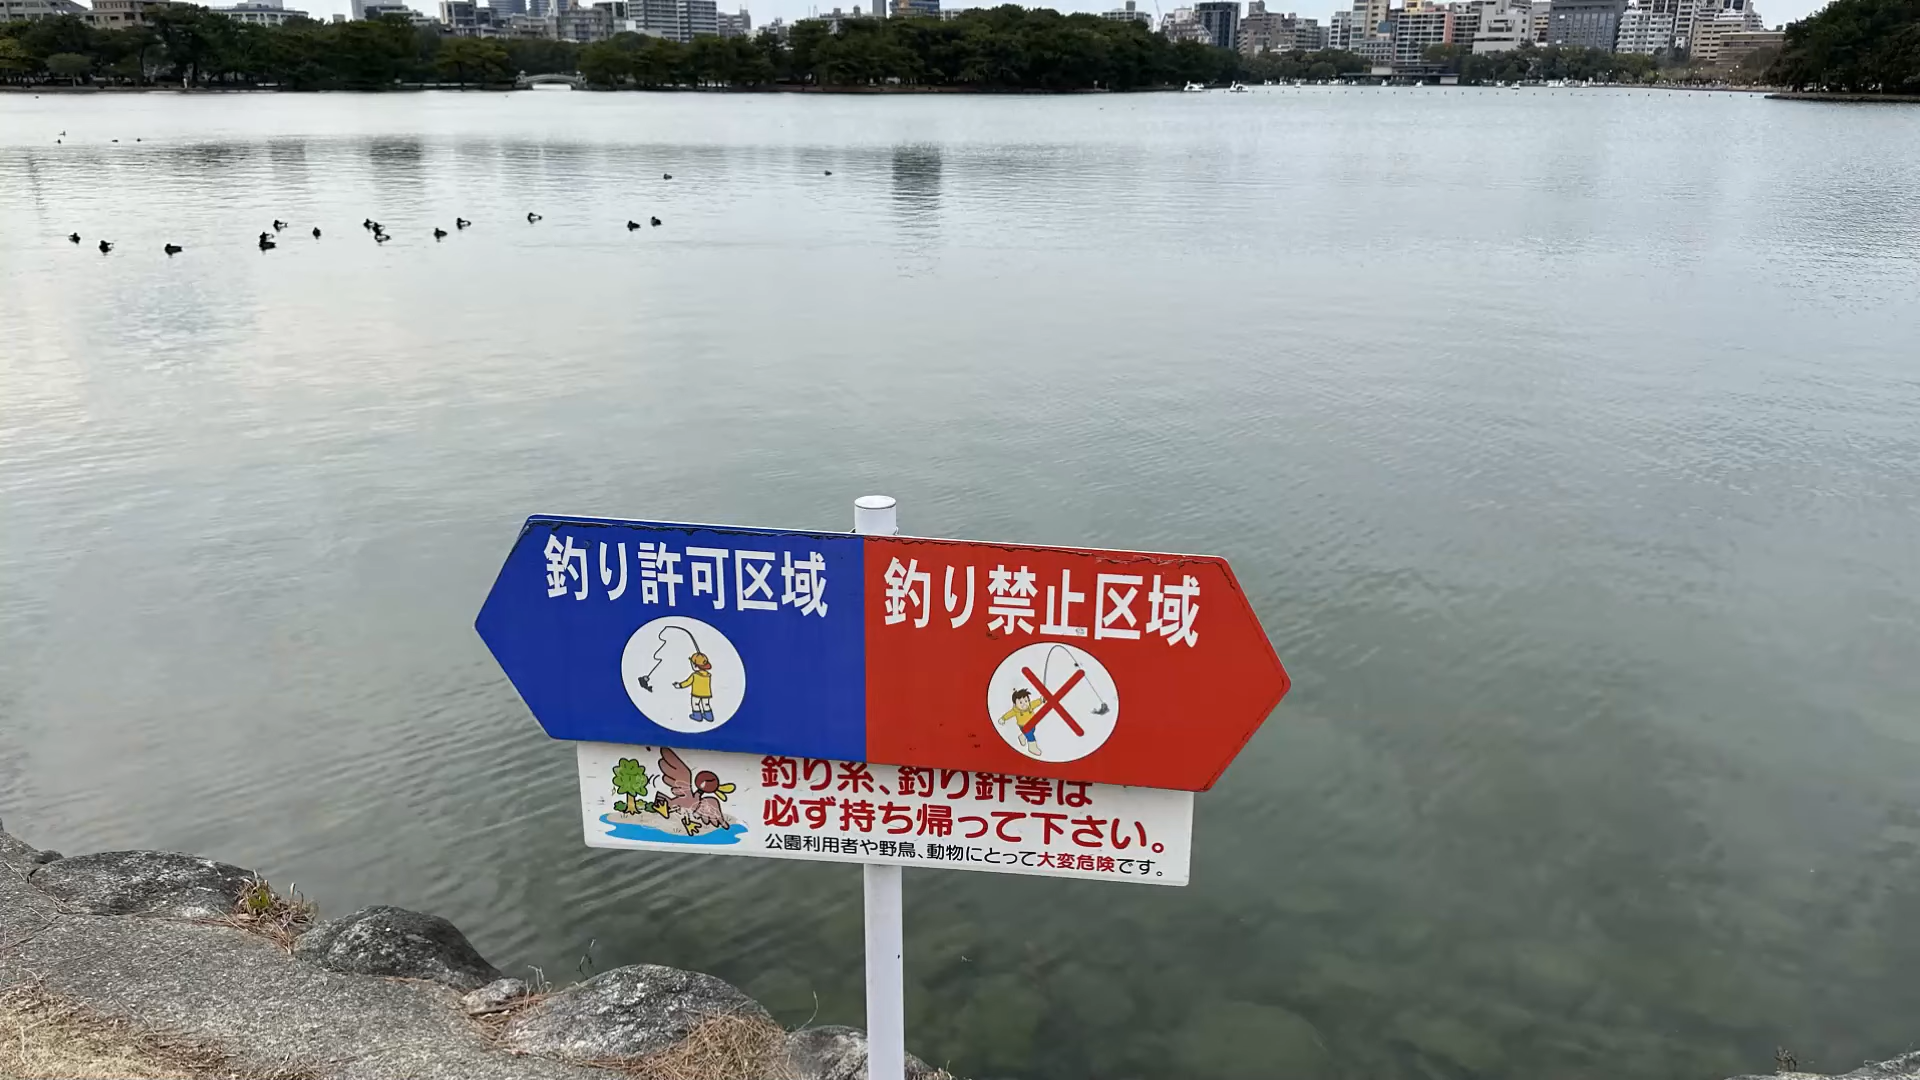 釣り許可区域
釣り禁止区域
釣り糸、釣り針等は
必ず持ち帰って下さい。
公園利用者や野鳥、動物にとって大変危険です。